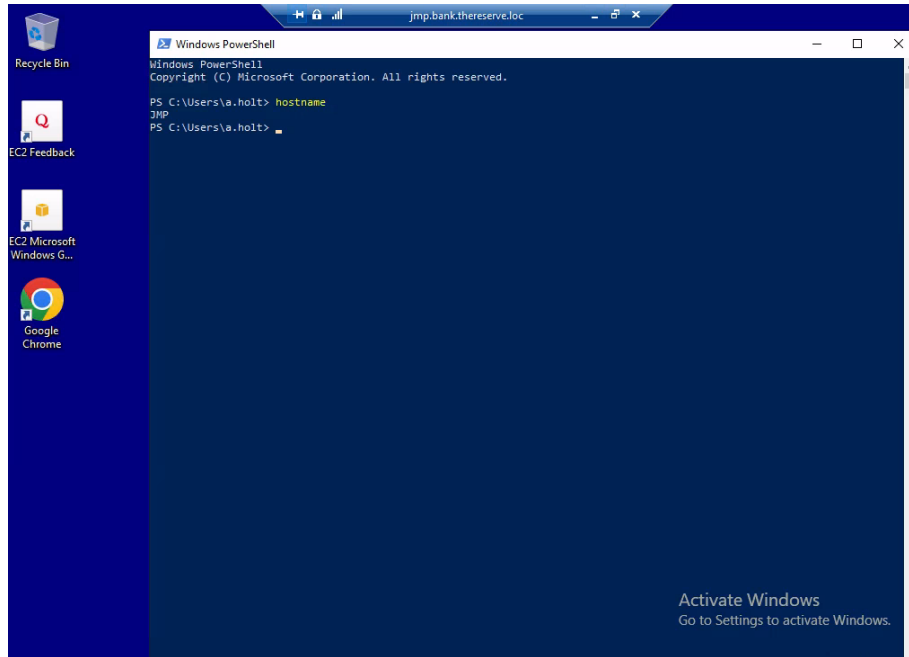 jmp.bank.thereserve.loc
Recycle Bin
Q
EC2 Feedback
EC2 Microsoft
Windows G...
Google
Chrome
Windows PowerShell
Windows PowerShell
Copyright (C) Microsoft Corporation. All rights reserved.
PS C:\Users\a.holt> hostname
JMP
PS C:\Users\a.holt>
Activate Windows
Go to Settings to activate Windows.